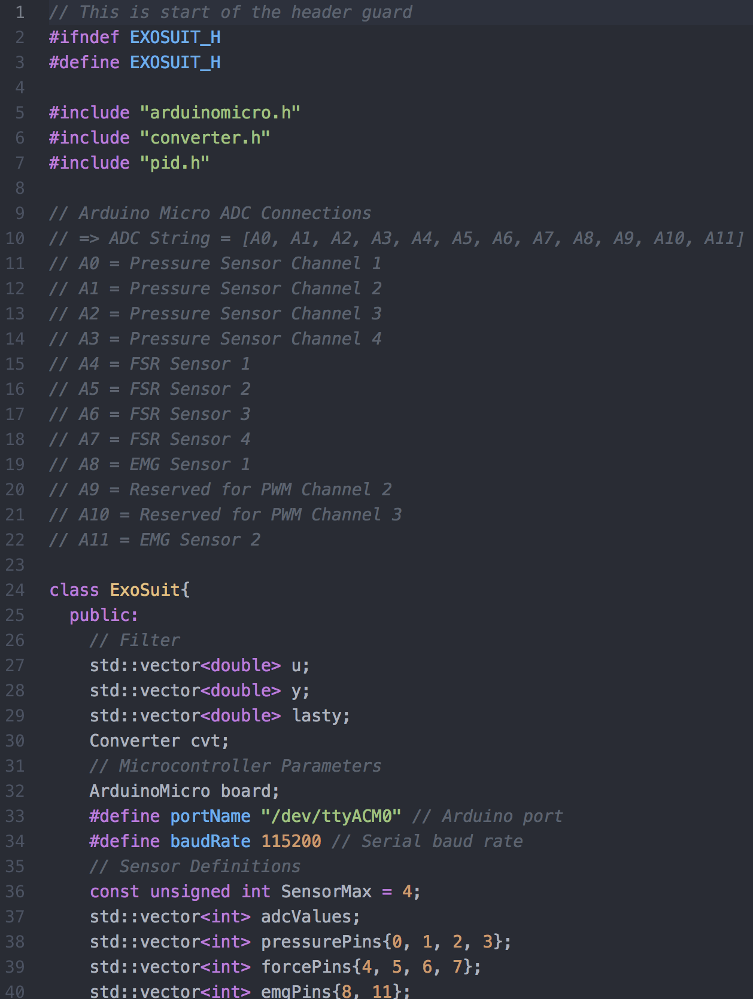 1 // This is start of the header guard
2 #ifndef EXOSUIT_H
3 #define EXOSUIT_H
4
5 #include "arduinomicro.h"
6 #include "converter.h"
7 #include "pid.h"
8
9 // Arduino Micro ADC Connections
10 // => ADC String = [A0, A1, A2, A3, A4, A5, A6, A7, A8, A9, A10, A11]
11 // A0 = Pressure Sensor Channel 1
12 // A1 = Pressure Sensor Channel 2
13 // A2 = Pressure Sensor Channel 3
14 // A3 = Pressure Sensor Channel 4
15 // A4 = FSR Sensor 1
16 // A5 = FSR Sensor 2
17 // A6 = FSR Sensor 3
18 // A7 = FSR Sensor 4
19 // A8 = EMG Sensor 1
20 // A9 = Reserved for PWM Channel 2
21 // A10 = Reserved for PWM Channel 3
22 // A11 = EMG Sensor 2
23
24 class ExoSuit{
25   public:
26     // Filter
27     std::vector<double> u;
28     std::vector<double> y;
29     std::vector<double> lasty;
30     Converter cvt;
31     // Microcontroller Parameters
32     ArduinoMicro board;
33     #define portName "/dev/ttyACM0" // Arduino port
34     #define baudRate 115200 // Serial baud rate
35     // Sensor Definitions
36     const unsigned int SensorMax = 4;
37     std::vector<int> adcValues;
38     std::vector<int> pressurePins{0, 1, 2, 3};
39     std::vector<int> forcePins{4, 5, 6, 7};
40     std::vector<int> emgPins{8, 11};